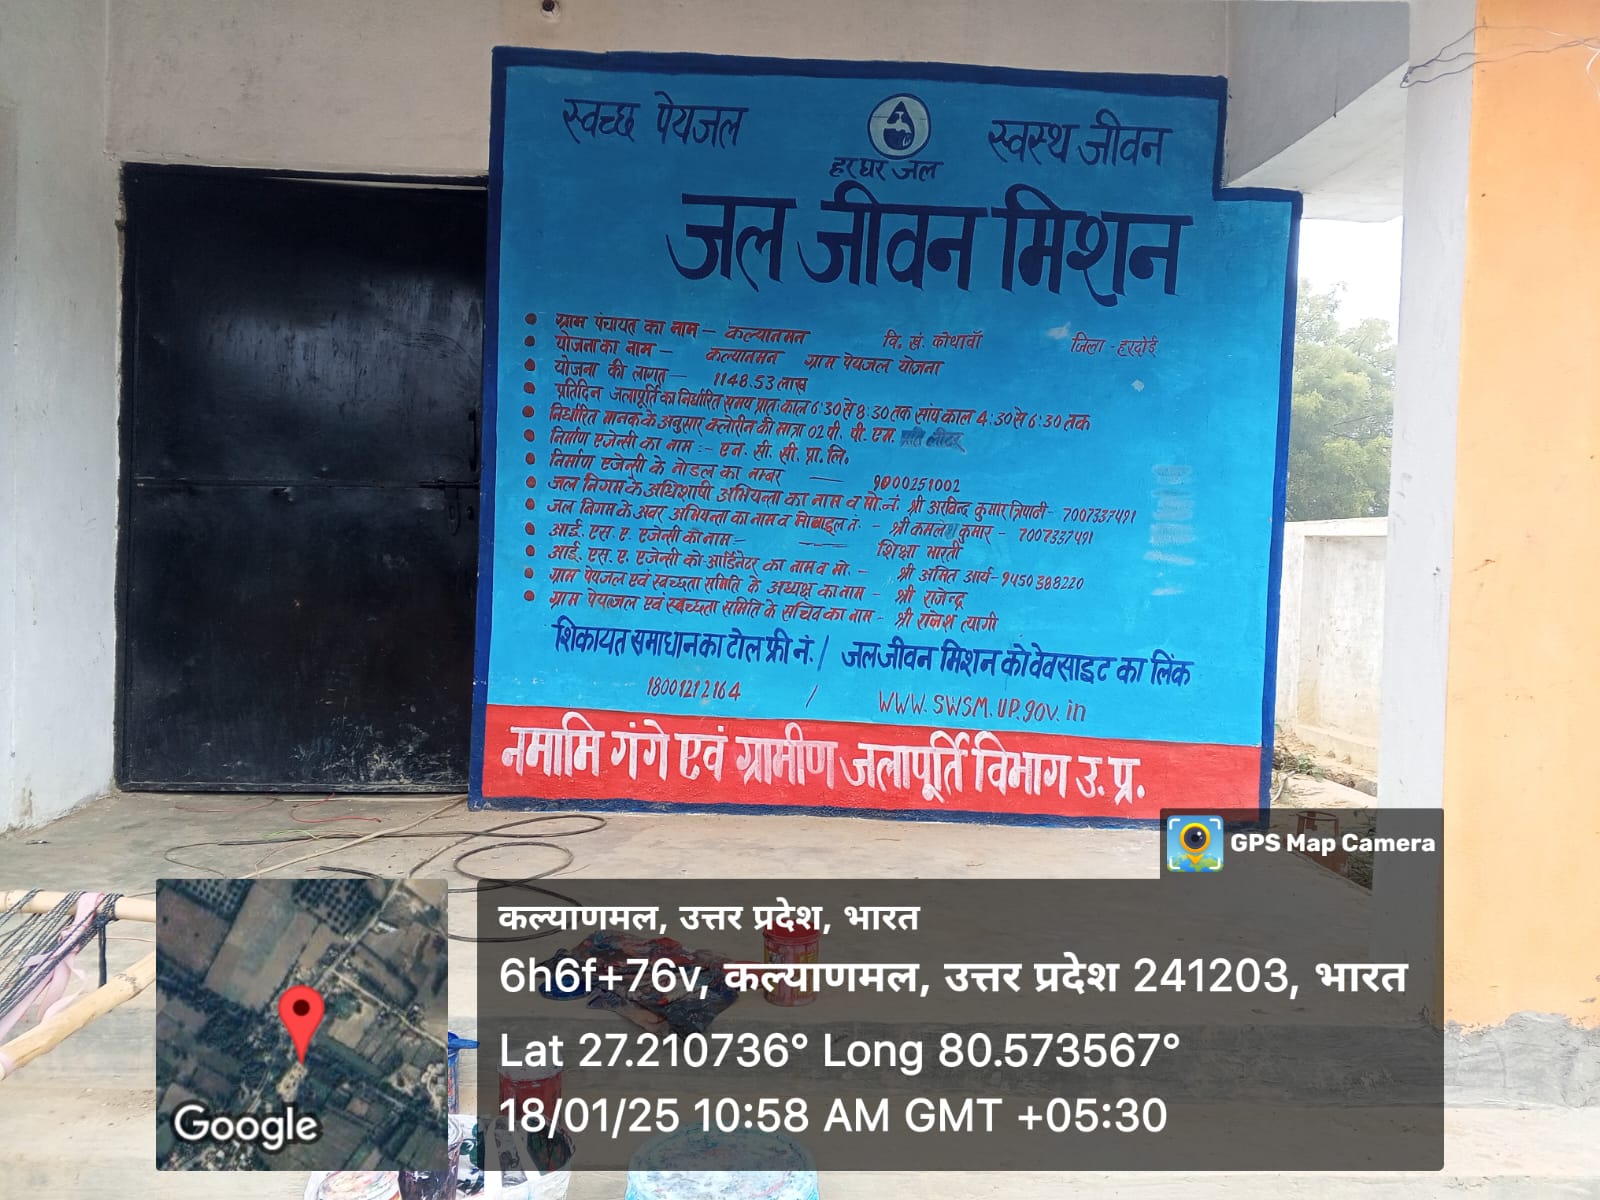 स्वच्छ पेयजल
स्वस्थ जीवन
हर घर जल
जल जीवन मिशन
ग्राम पंचायत का नाम – कल्यानमन वि. खं. कोथावाँ जिला - हरदोई
योजना का नाम – कल्यानमन ग्राम पेयजल योजना
योजना की लागत – 1148.53 लाख
प्रतिदिन जलापूर्ति का निर्धारित समय प्रातः काल 6:30 से 8:30 तक सांय काल 4:30 से 6:30 तक
निर्धारित मानक के अनुसार क्लोरीन की मात्रा 02 पी. पी. एम. प्रति लीटर
निर्माण एजेन्सी का नाम :- एन. सी. सी. प्रा. लि.
निर्माण एजेन्सी के नोडल का नम्बर — 9000251002
जल निगम के अधिशाषी अभियन्ता का नाम व मो. नं. श्री अरविन्द कुमार त्रिपाठी - 7007337491
जल निगम के अवर अभियन्ता का नाम व मोबाइल नं. - श्री कमलेश कुमार - 7007337491
आई. एस. ए. एजेन्सी का नाम :- शिक्षा भारती
आई. एस. ए. एजेन्सी को आर्डिनेटर का नाम व मो. - श्री अमित आर्य - 9450388220
ग्राम पेयजल एवं स्वच्छता समिति के अध्यक्ष का नाम - श्री राजेन्द्र
ग्राम पेयजल एवं स्वच्छता समिति के सचिव का नाम - श्री राजेश त्यागी
शिकायत समाधान का टोल फ्री नं. / जल जीवन मिशन को वेवसाइट का लिंक
18001212164 / WWW.SWSM.UP.gov.in
नमामि गंगे एवं ग्रामीण जलापूर्ति विभाग उ. प्र.
GPS Map Camera
कल्याणमल, उत्तर प्रदेश, भारत
6h6f+76v, कल्याणमल, उत्तर प्रदेश 241203, भारत
Lat 27.210736° Long 80.573567°
18/01/25 10:58 AM GMT +05:30
Google